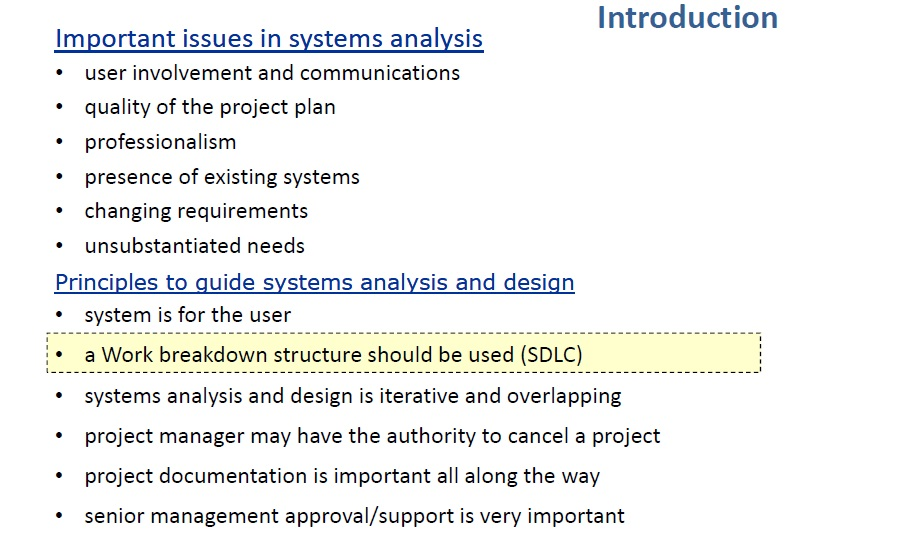 Introduction
Important issues in systems analysis
• user involvement and communications
• quality of the project plan
• professionalism
• presence of existing systems
• changing requirements
• unsubstantiated needs
Principles to guide systems analysis and design
• system is for the user
• a Work breakdown structure should be used (SDLC)
• systems analysis and design is iterative and overlapping
• project manager may have the authority to cancel a project
• project documentation is important all along the way
• senior management approval/support is very important